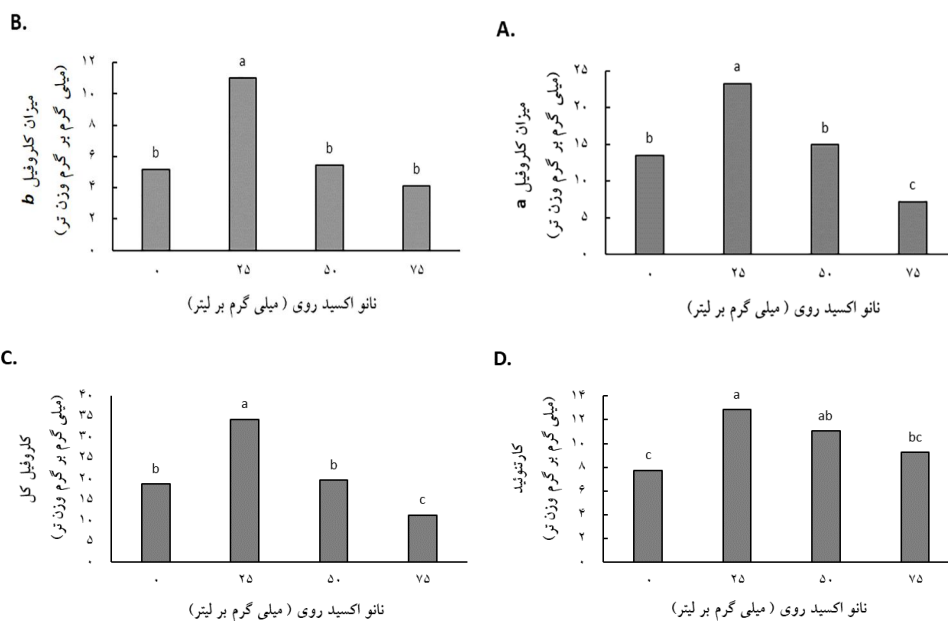 B.
میزان کلروفیل b
(میلی گرم بر گرم وزن تر)
۱۲
۱۰
۸
۶
۴
۲
۰
b
a
b
b
۰ ۲۵ ۵۰ ۷۵
نانو اکسید روی ( میلی گرم بر لیتر)
A.
میزان کلروفیل a
(میلی گرم بر گرم وزن تر)
۲۵
۲۰
۱۵
۱۰
۵
۰
b
a
b
c
۰ ۲۵ ۵۰ ۷۵
نانو اکسید روی ( میلی گرم بر لیتر)
C.
کلروفیل کل
(میلی گرم بر گرم وزن تر)
۴۰
۳۵
۳۰
۲۵
۲۰
۱۵
۱۰
۵
۰
b
a
b
c
۰ ۲۵ ۵۰ ۷۵
نانو اکسید روی ( میلی گرم بر لیتر)
D.
کارتنوئید
(میلی گرم بر گرم وزن تر)
۱۴
۱۲
۱۰
۸
۶
۴
۲
۰
c
a
ab
bc
۰ ۲۵ ۵۰ ۷۵
نانو اکسید روی ( میلی گرم بر لیتر)